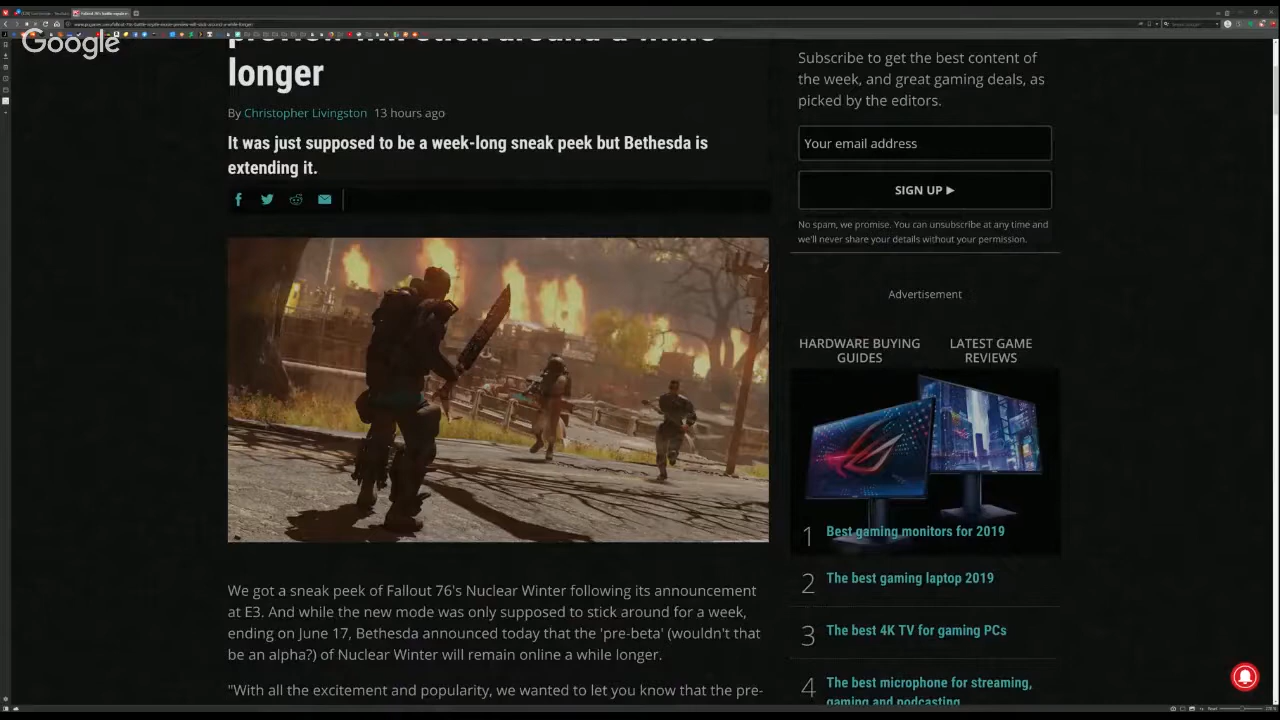 Google
preview will stick around a while
longer
By Christopher Livingston 13 hours ago
It was just supposed to be a week-long sneak peek but Bethesda is
extending it.
We got a sneak peek of Fallout 76's Nuclear Winter following its announcement
at E3. And while the new mode was only supposed to stick around for a week,
ending on June 17, Bethesda announced today that the 'pre-beta' (wouldn't that
be an alpha?) of Nuclear Winter will remain online a while longer.
"With all the excitement and popularity, we wanted to let you know that the pre-
Subscribe to get the best content of
the week, and great gaming deals, as
picked by the editors.
Your email address
SIGN UP ▶
No spam, we promise. You can unsubscribe at any time and
we'll never share your details without your permission.
Advertisement
HARDWARE BUYING
GUIDES
LATEST GAME
REVIEWS
1 Best gaming monitors for 2019
2 The best gaming laptop 2019
3 The best 4K TV for gaming PCs
4 The best microphone for streaming,
gaming and podcasting